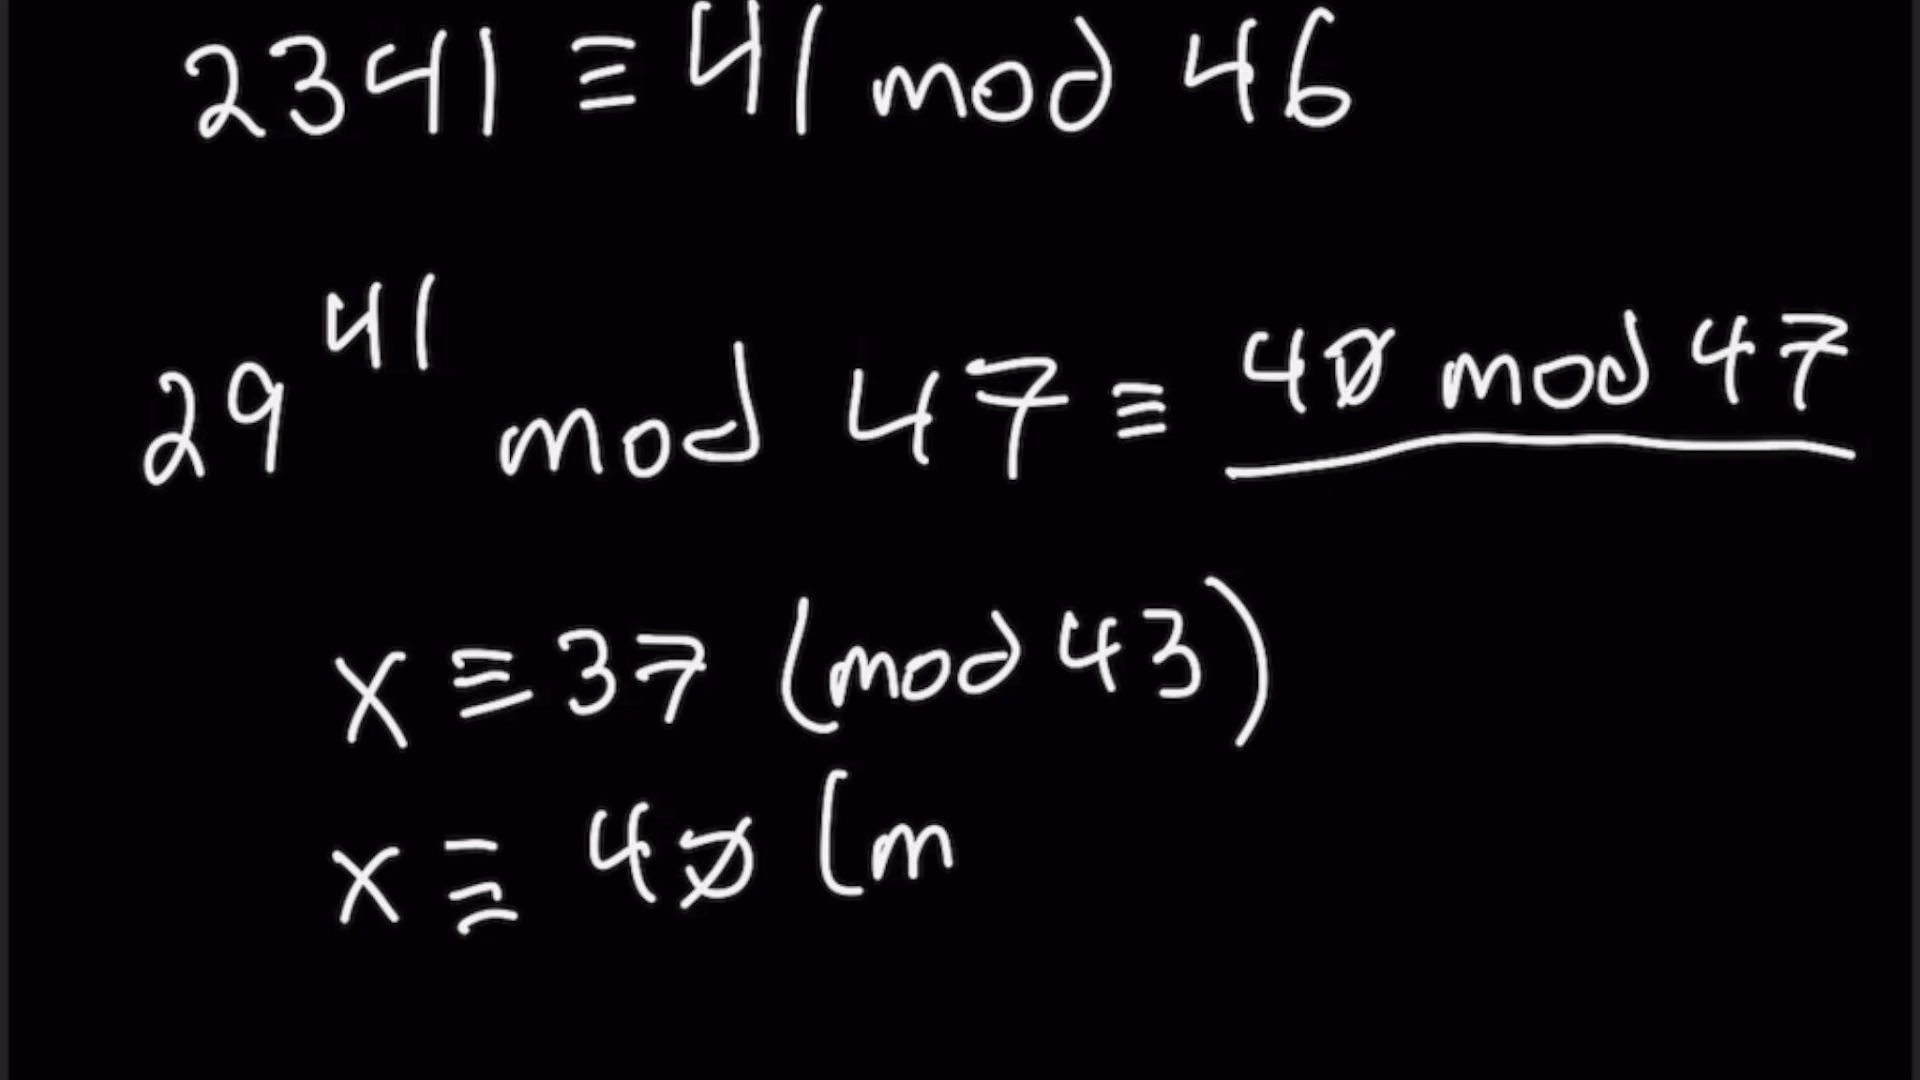 2341 ≡ 41 mod 46
29^41 mod 47 ≡ 40 mod 47
x ≡ 37 (mod 43)
x ≡ 40 (m